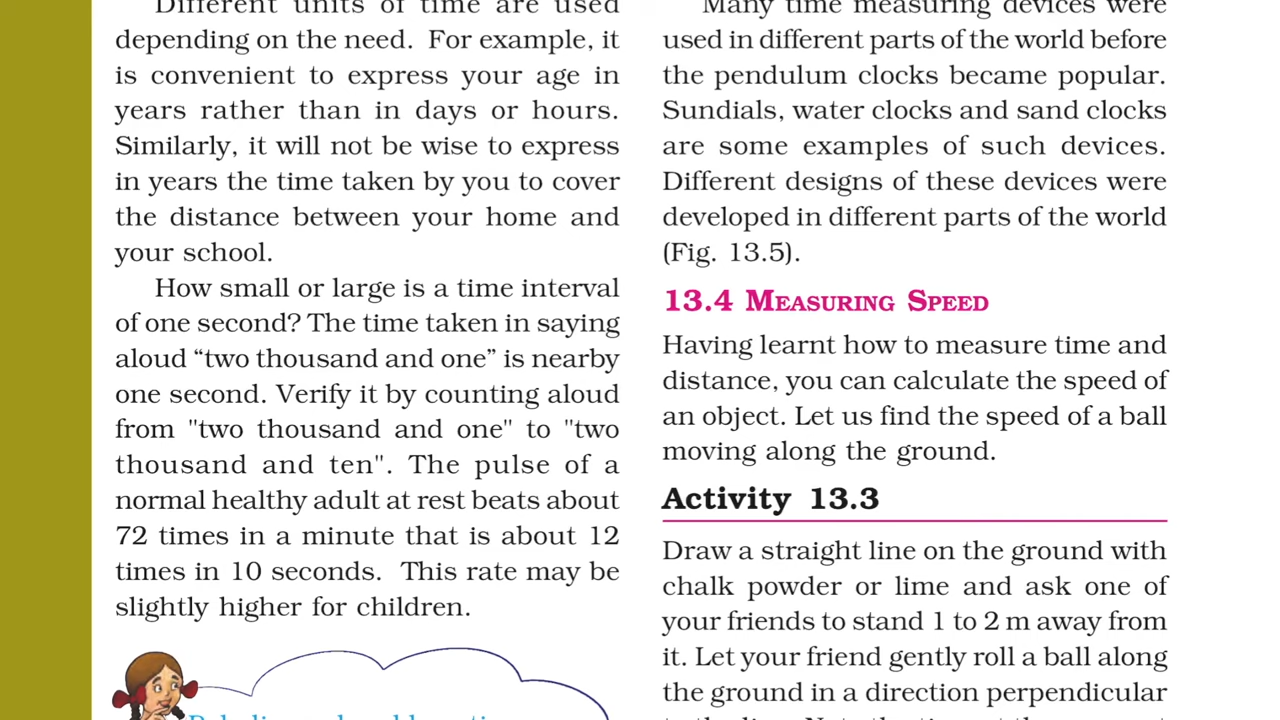 Different units of time are used
depending on the need. For example, it
is convenient to express your age in
years rather than in days or hours.
Similarly, it will not be wise to express
in years the time taken by you to cover
the distance between your home and
your school.
How small or large is a time interval
of one second? The time taken in saying
aloud “two thousand and one” is nearby
one second. Verify it by counting aloud
from "two thousand and one" to "two
thousand and ten". The pulse of a
normal healthy adult at rest beats about
72 times in a minute that is about 12
times in 10 seconds. This rate may be
slightly higher for children.
Many time measuring devices were
used in different parts of the world before
the pendulum clocks became popular.
Sundials, water clocks and sand clocks
are some examples of such devices.
Different designs of these devices were
developed in different parts of the world
(Fig. 13.5).
13.4 MEASURING SPEED
Having learnt how to measure time and
distance, you can calculate the speed of
an object. Let us find the speed of a ball
moving along the ground.
Activity 13.3
Draw a straight line on the ground with
chalk powder or lime and ask one of
your friends to stand 1 to 2 m away from
it. Let your friend gently roll a ball along
the ground in a direction perpendicular